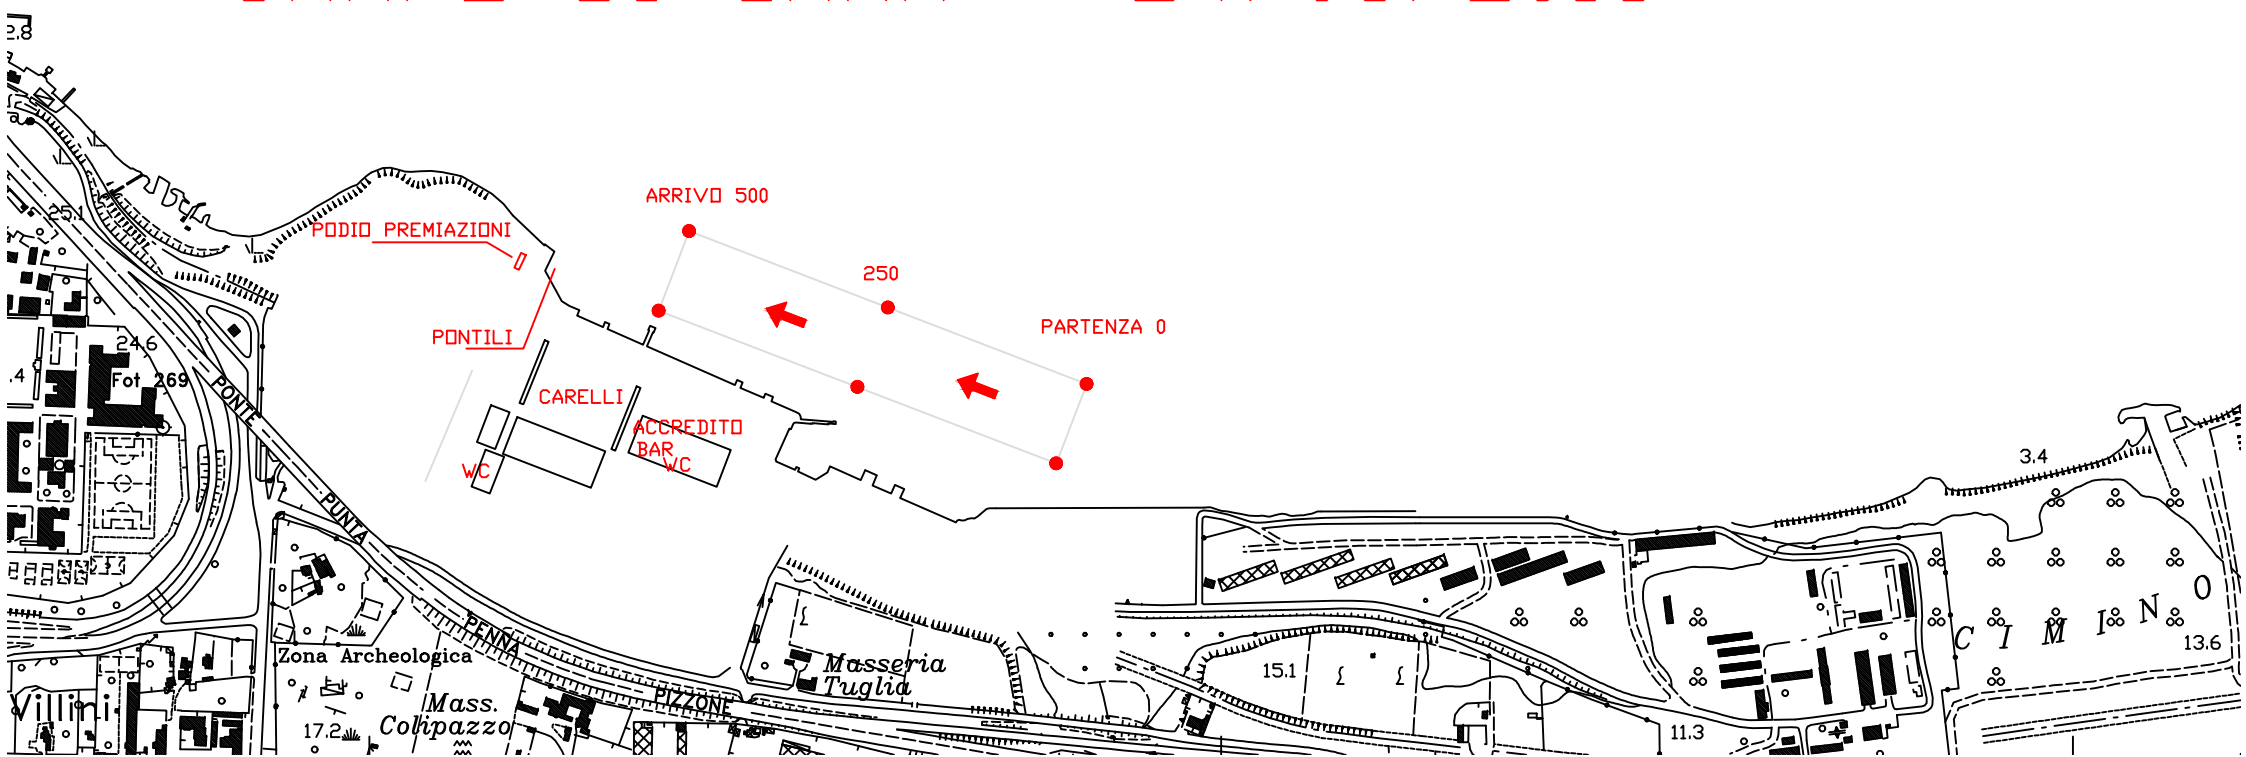 2.8
ARRIVO 500
25.1
PODIO PREMIAZIONI
250
PARTENZA 0
PONTILI
24.6
.4
Fot 269
CARELLI
ACCREDITO
BAR
WC
WC
3.4
PONTE
PUNTA
PENNA
PIZZONE
CIMINO
Zona Archeologica
13.6
Masseria
Tuglia
15.1
Mass.
Colipazzo
Villini
17.2
11.3